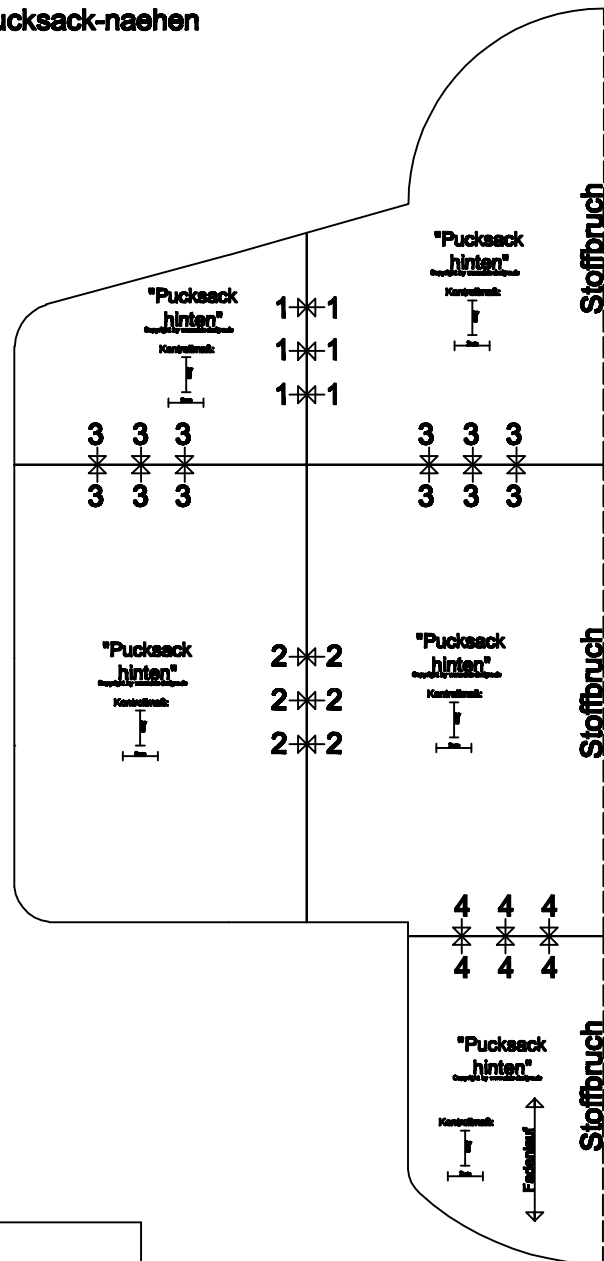 ucksack-naehen
Stoffbruch
"Pucksack
hinten"
Kontrollmaß:
"Pucksack
hinten"
Kontrollmaß:
1 1
1 1
1 1
3 3 3
3 3 3
3 3 3
3 3 3
Stoffbruch
"Pucksack
hinten"
Kontrollmaß:
"Pucksack
hinten"
Kontrollmaß:
2 2
2 2
2 2
4 4 4
4 4 4
Stoffbruch
"Pucksack
hinten"
Kontrollmaß:
Fadenlauf